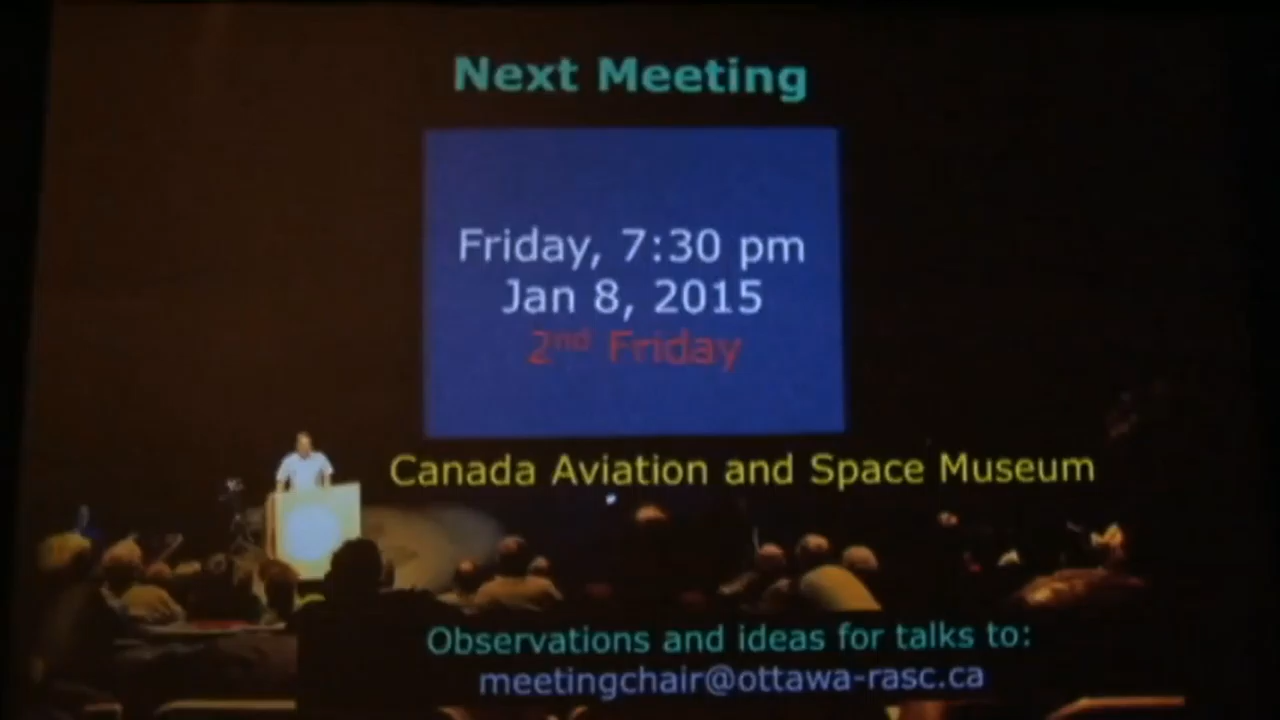 Next Meeting
Friday, 7:30 pm
Jan 8, 2015
2nd Friday
Canada Aviation and Space Museum
Observations and ideas for talks to:
meetingchair@ottawa-rasc.ca